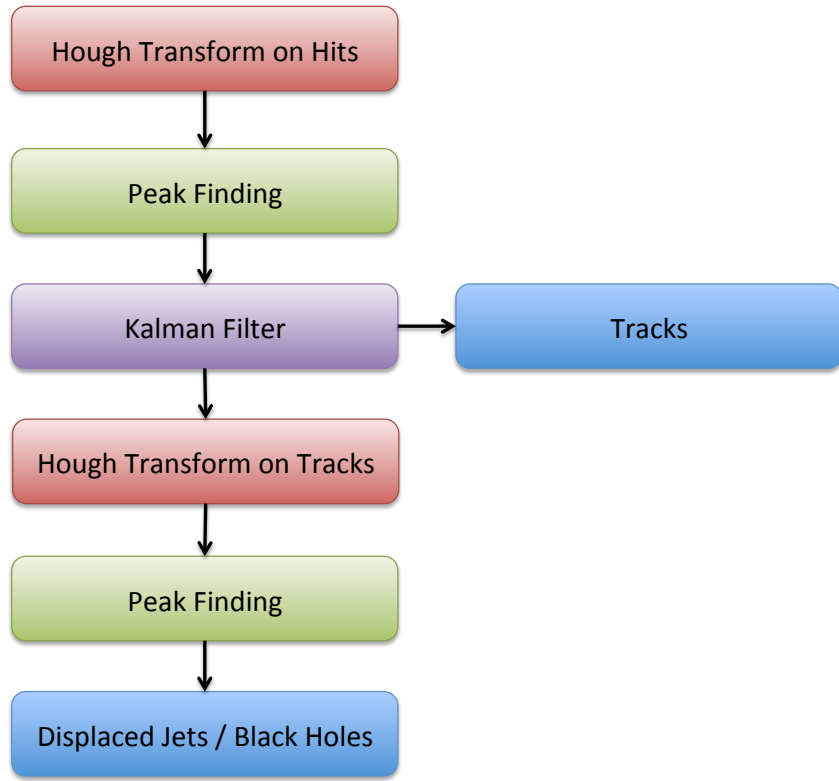 Hough Transform on Hits
Peak Finding
Kalman Filter
Tracks
Hough Transform on Tracks
Peak Finding
Displaced Jets / Black Holes